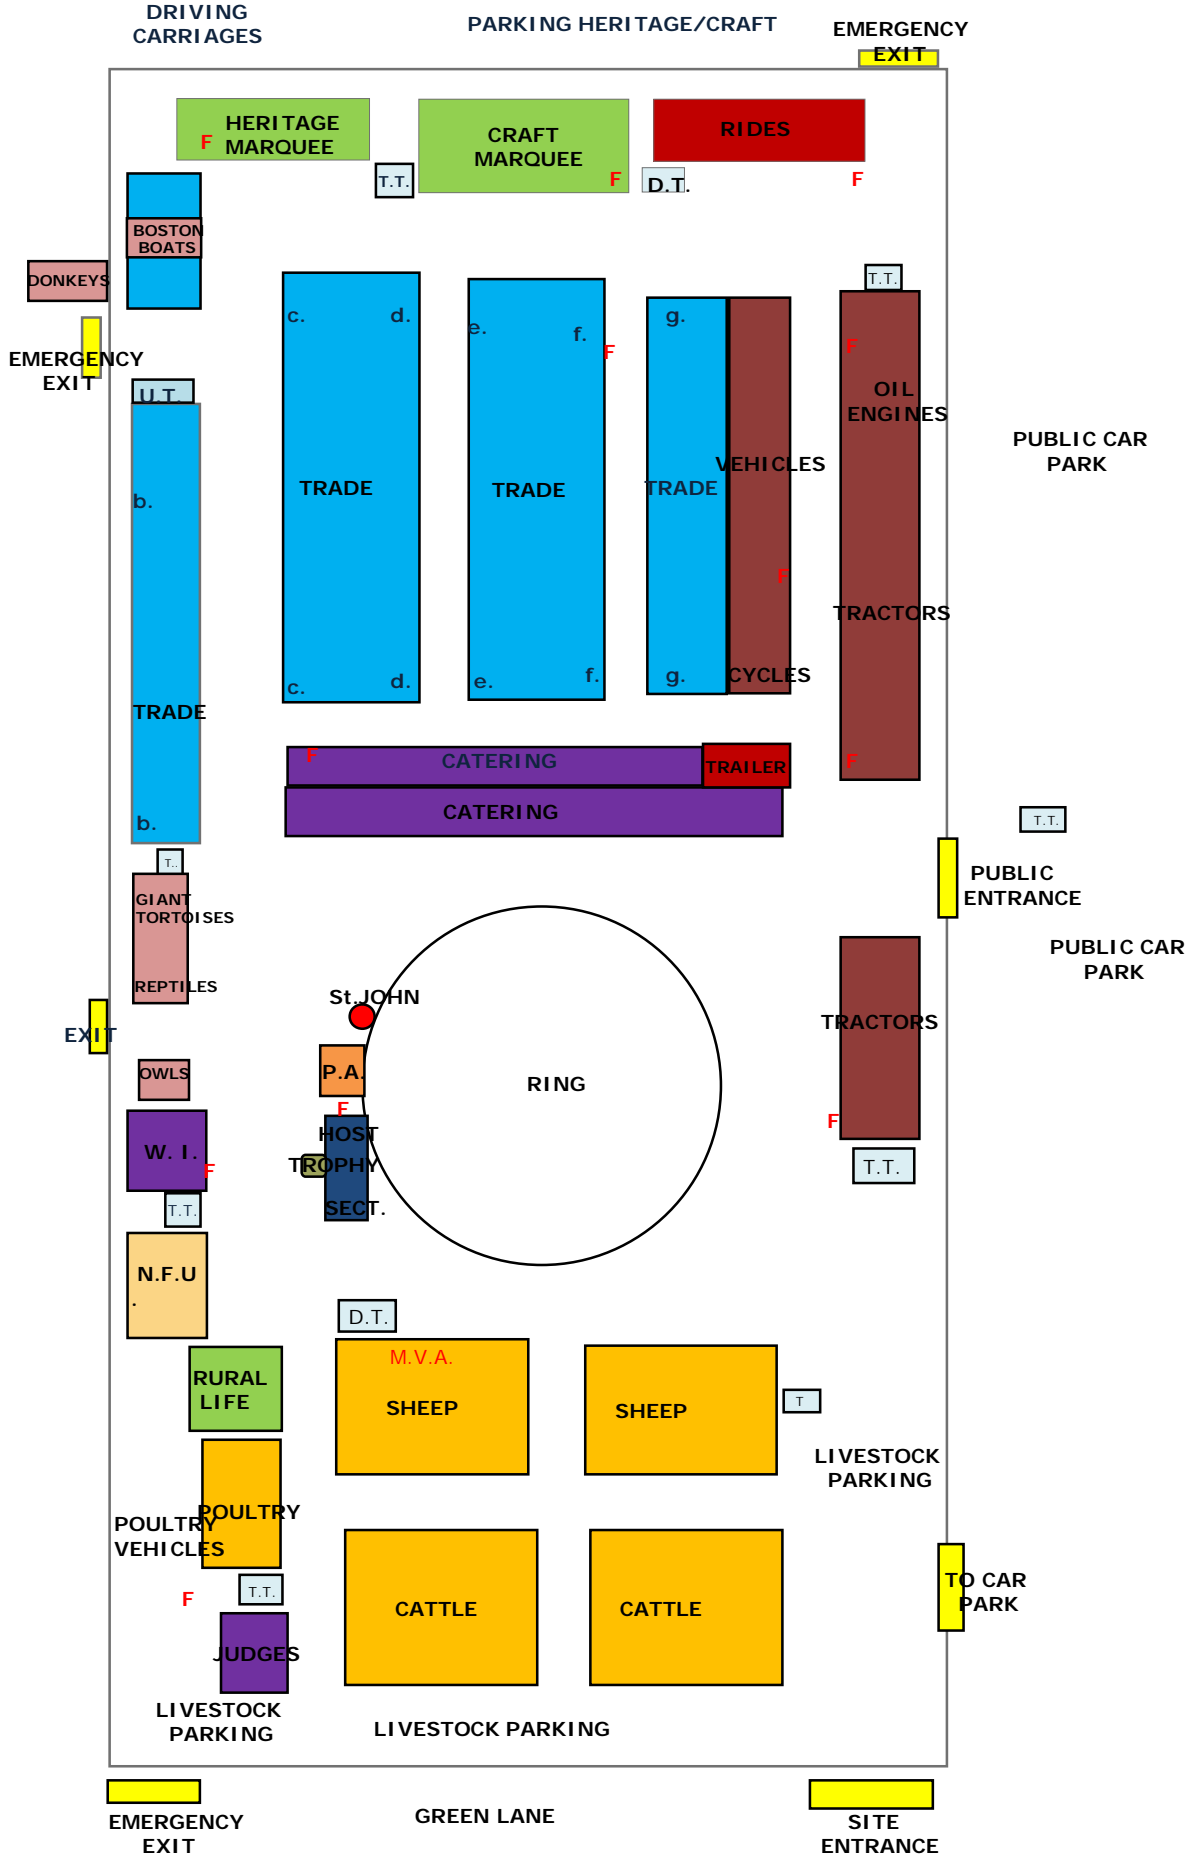 DRIVING
CARRIAGES
PARKING HERITAGE/CRAFT
EMERGENCY
EXIT
HERITAGE
MARQUEE
F
CRAFT
MARQUEE
F
RIDES
F
T.T.
D.T.
BOSTON
BOATS
DONKEYS
EMERGENCY
EXIT
U.T.
T.T.
c.
d.
e.
f.
F
g.
F
OIL
ENGINES
PUBLIC CAR
PARK
VEHICLES
b.
TRADE
TRADE
TRADE
F
TRACTORS
c.
d.
e.
f.
g.
CYCLES
TRADE
F
CATERING
TRAILER
F
CATERING
b.
T.T.
T..
GIANT
TORTOISES
REPTILES
PUBLIC
ENTRANCE
PUBLIC CAR
PARK
St.JOHN
EXIT
TRACTORS
OWLS
P.A.
RING
F
F
HOST
TROPHY
SECT.
W. I.
F
T.T.
T.T.
N.F.U
.
D.T.
M.V.A.
SHEEP
SHEEP
T
RURAL
LIFE
LIVESTOCK
PARKING
POULTRY
POULTRY
VEHICLES
T.T.
F
CATTLE
CATTLE
TO CAR
PARK
JUDGES
LIVESTOCK
PARKING
LIVESTOCK PARKING
EMERGENCY
EXIT
GREEN LANE
SITE
ENTRANCE